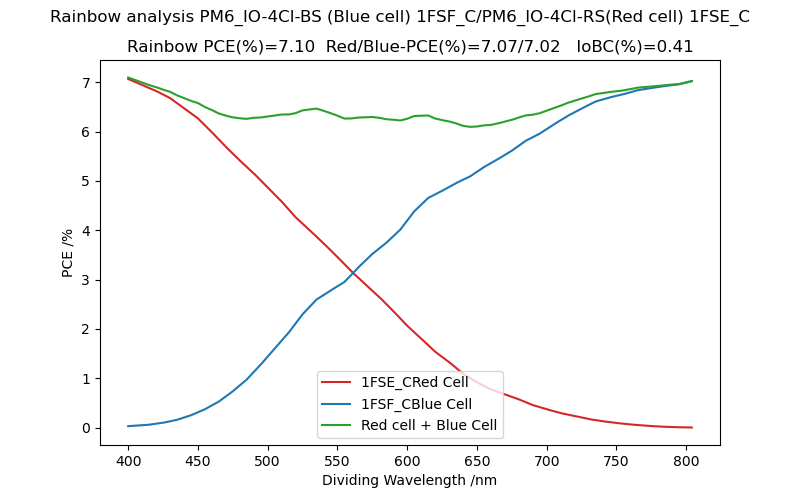 Rainbow analysis PM6_IO-4Cl-BS (Blue cell) 1FSF_C/PM6_IO-4Cl-RS(Red cell) 1FSE_C
Rainbow PCE(%)=7.10  Red/Blue-PCE(%)=7.07/7.02   IoBC(%)=0.41
7
6
5
4
3
2
1
0
PCE /%
1FSE_CRed Cell
1FSF_CBlue Cell
Red cell + Blue Cell
400 450 500 550 600 650 700 750 800
Dividing Wavelength /nm